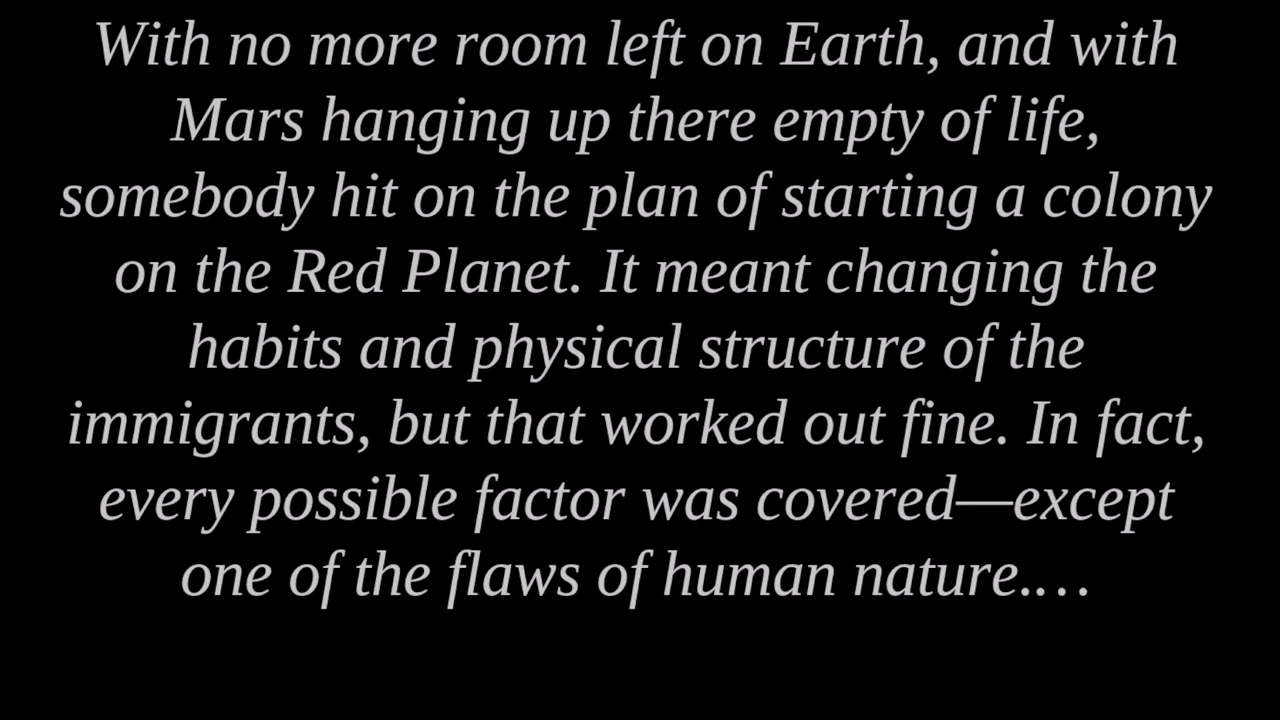 With no more room left on Earth, and with
Mars hanging up there empty of life,
somebody hit on the plan of starting a colony
on the Red Planet. It meant changing the
habits and physical structure of the
immigrants, but that worked out fine. In fact,
every possible factor was covered—except
one of the flaws of human nature.…